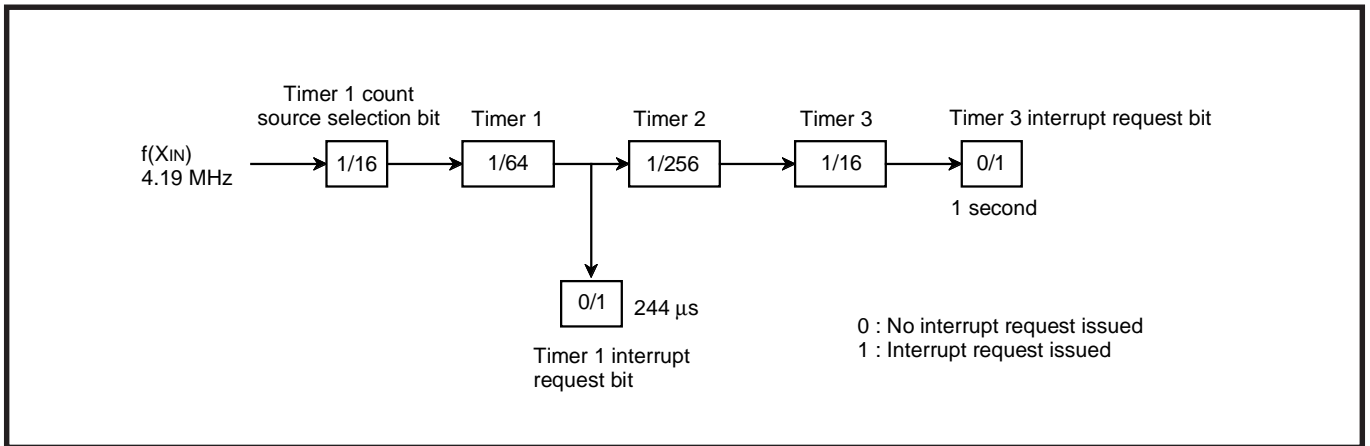 Timer 1 count
source selection bit
Timer 1
Timer 2
Timer 3
Timer 3 interrupt request bit
f(XIN)
4.19 MHz
1/16
1/64
1/256
1/16
0/1
1 second
0/1
244 μs
Timer 1 interrupt
request bit
0 : No interrupt request issued
1 : Interrupt request issued